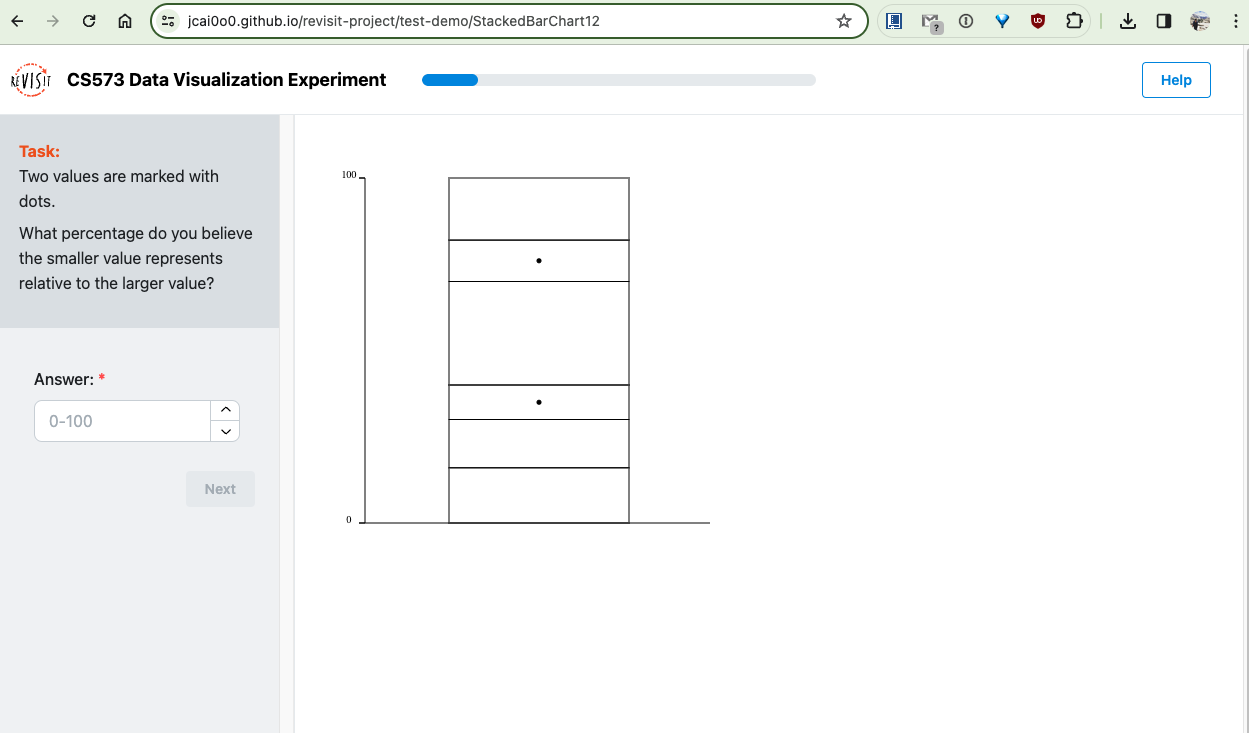 jcai0o0.github.io/revisit-project/test-demo/StackedBarChart12
REVISIT
CS573 Data Visualization Experiment
Help
Task:
Two values are marked with
dots.
What percentage do you believe
the smaller value represents
relative to the larger value?
Answer: *
0-100
Next
100
0